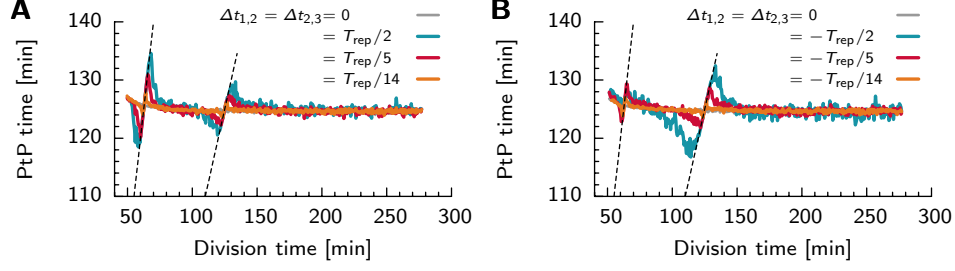 A
Δt1,2 = Δt2,3= 0
= Trep/2
= Trep/5
= Trep/14
140
130
120
110
PtP time [min]
50 100 150 200 250 300
Division time [min]
B
Δt1,2 = Δt2,3= 0
= − Trep/2
= − Trep/5
= − Trep/14
140
130
120
110
PtP time [min]
50 100 150 200 250 300
Division time [min]